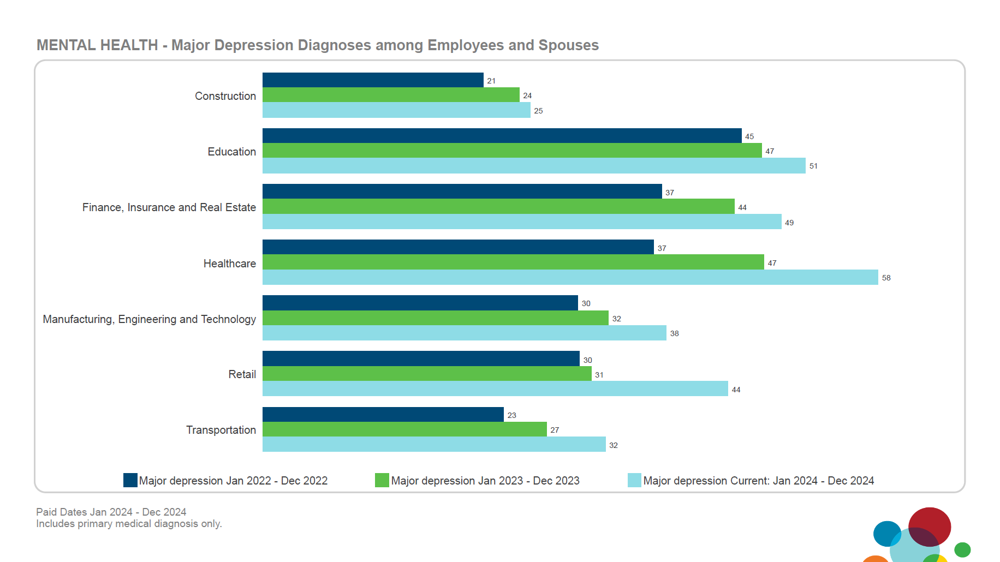 MENTAL HEALTH - Major Depression Diagnoses among Employees and Spouses
Construction
21
24
25
Education
45
47
51
Finance, Insurance and Real Estate
37
44
49
Healthcare
37
47
58
Manufacturing, Engineering and Technology
30
32
38
Retail
30
31
44
Transportation
23
27
32
Major depression Jan 2022 - Dec 2022
Major depression Jan 2023 - Dec 2023
Major depression Current: Jan 2024 - Dec 2024
Paid Dates Jan 2024 - Dec 2024
Includes primary medical diagnosis only.